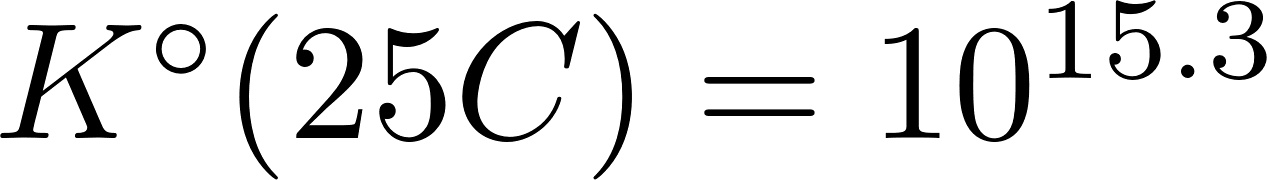 K°(25C) = 10^{15.3}